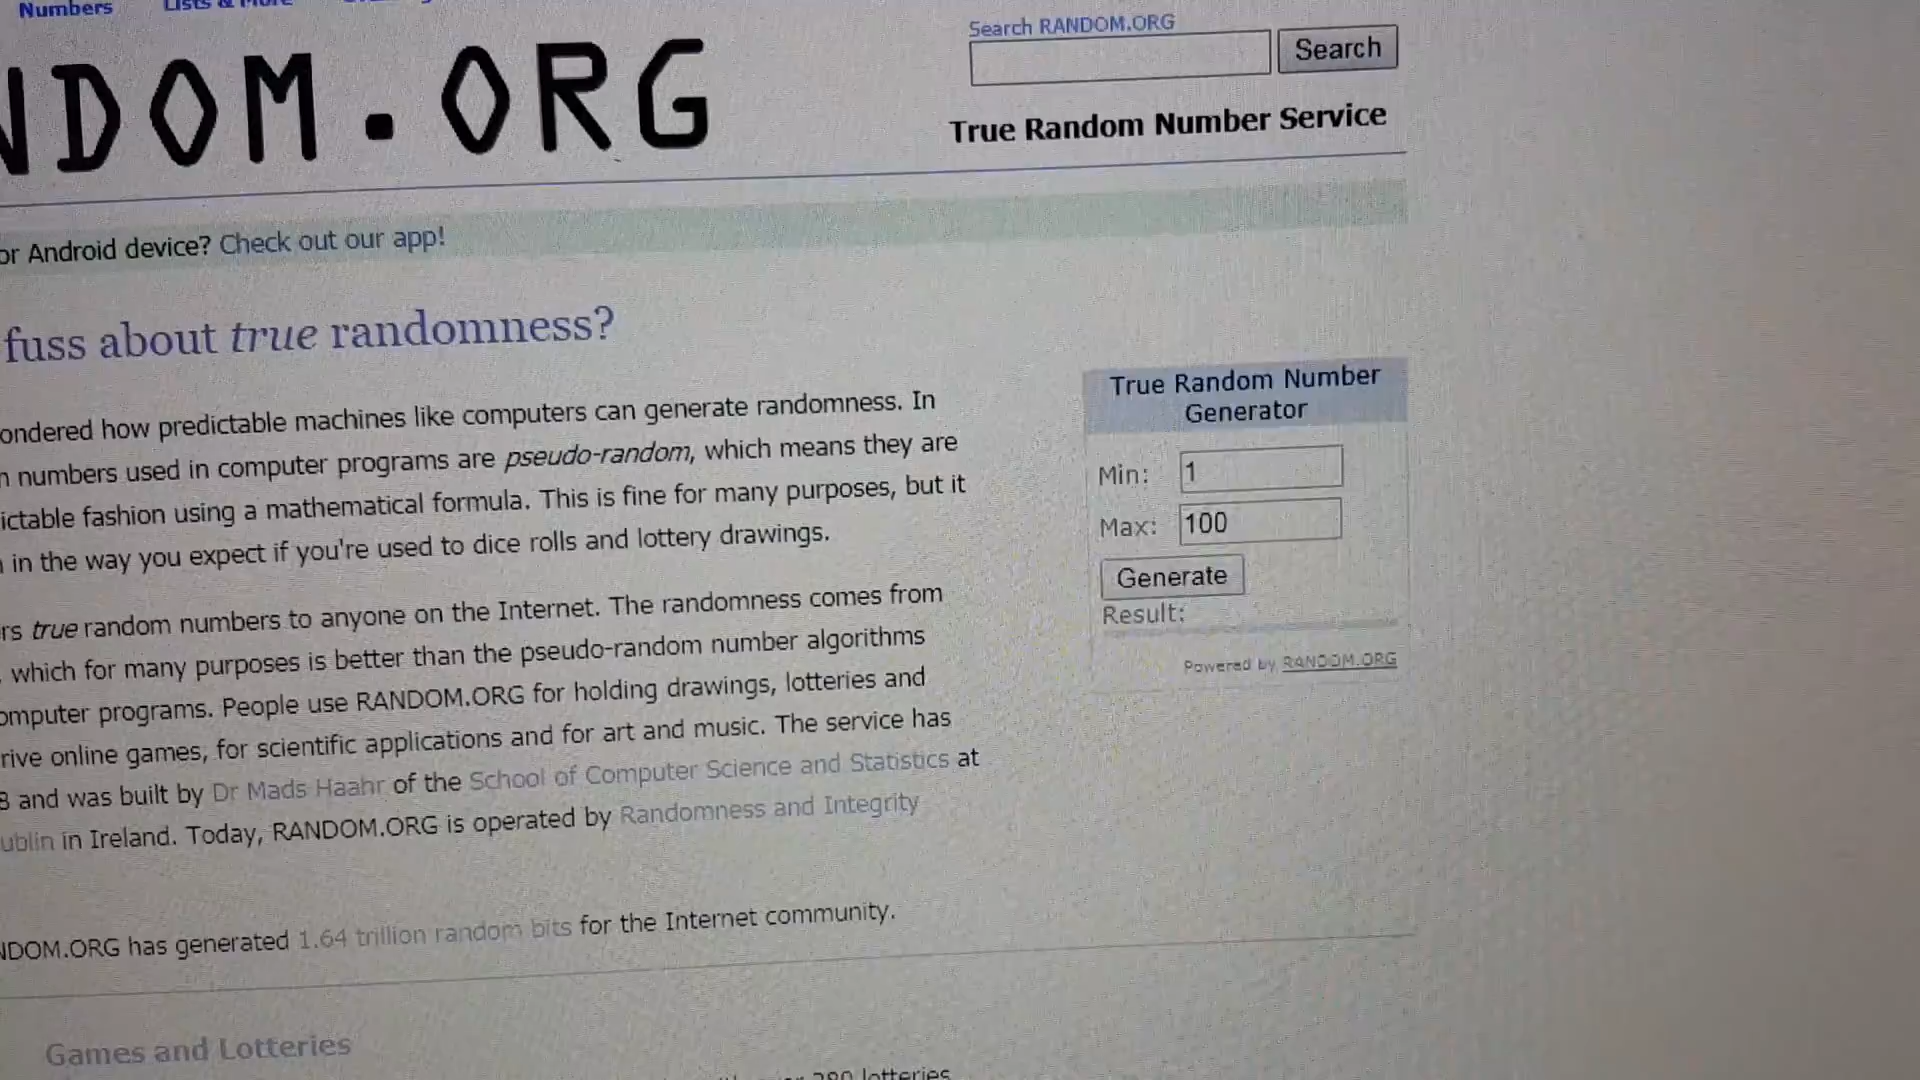 Numbers
Search RANDOM.ORG
NDOM.ORG
Search
True Random Number Service
or Android device? Check out our app!
fuss about true randomness?
ondered how predictable machines like computers can generate randomness. In
numbers used in computer programs are pseudo-random, which means they are
ictable fashion using a mathematical formula. This is fine for many purposes, but it
in the way you expect if you're used to dice rolls and lottery drawings.
rs true random numbers to anyone on the Internet. The randomness comes from
, which for many purposes is better than the pseudo-random number algorithms
omputer programs. People use RANDOM.ORG for holding drawings, lotteries and
rive online games, for scientific applications and for art and music. The service has
8 and was built by Dr Mads Haahr of the School of Computer Science and Statistics at
ublin in Ireland. Today, RANDOM.ORG is operated by Randomness and Integrity
NDOM.ORG has generated 1.64 trillion random bits for the Internet community.
True Random Number
Generator
Min: 1
Max: 100
Generate
Result:
Powered by RANDOM.ORG
Games and Lotteries
lotteries